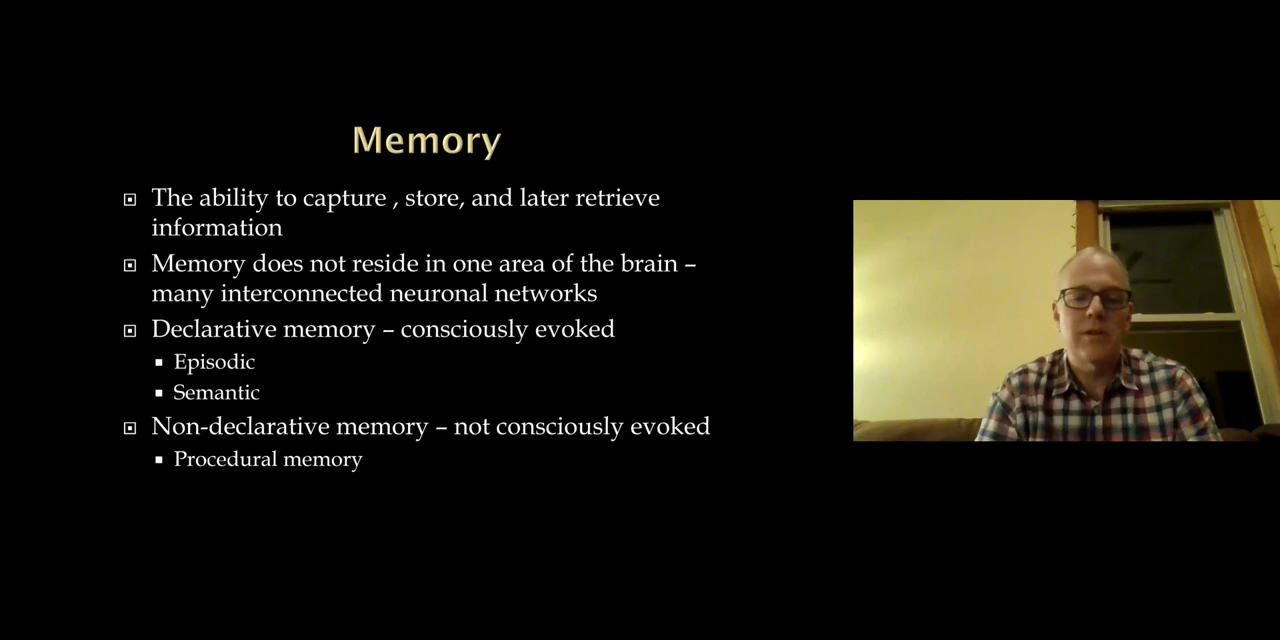 Memory
The ability to capture , store, and later retrieve
information
Memory does not reside in one area of the brain –
many interconnected neuronal networks
Declarative memory – consciously evoked
Episodic
Semantic
Non-declarative memory – not consciously evoked
Procedural memory